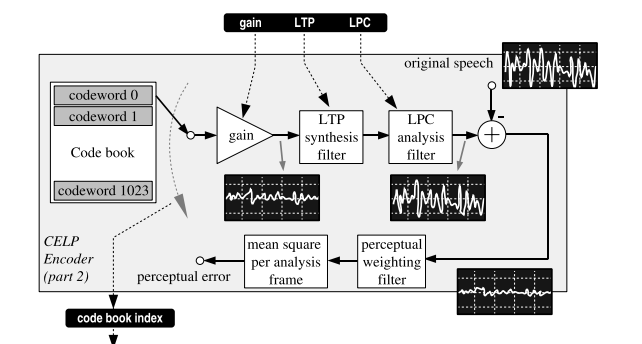 gain LTP LPC
original speech
codeword 0
codeword 1
Code book
codeword 1023
gain
LTP
synthesis
filter
LPC
analysis
filter
-
+
CELP
Encoder
(part 2)
perceptual error
mean square
per analysis
frame
perceptual
weighting
filter
code book index